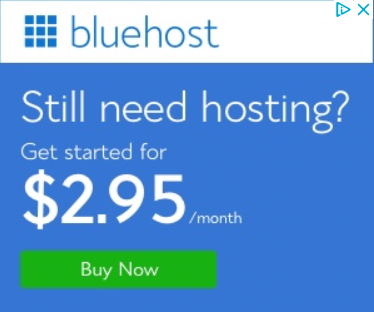 bluehost
Still need hosting?
Get started for
$2.95/month
Buy Now